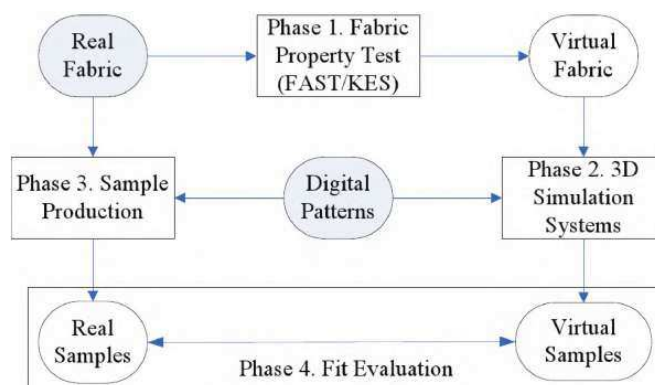 Real
Fabric
Phase 1. Fabric
Property Test
(FAST/KES)
Virtual
Fabric
Phase 3. Sample
Production
Digital
Patterns
Phase 2. 3D
Simulation
Systems
Real
Samples
Virtual
Samples
Phase 4. Fit Evaluation